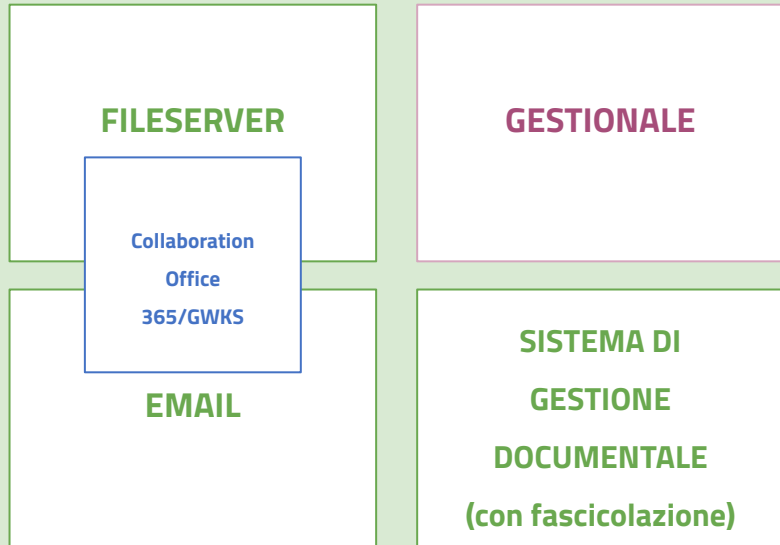 FILESERVER
GESTIONALE
Collaboration
Office
365/GWKS
EMAIL
SISTEMA DI
GESTIONE
DOCUMENTALE
(con fascicolazione)